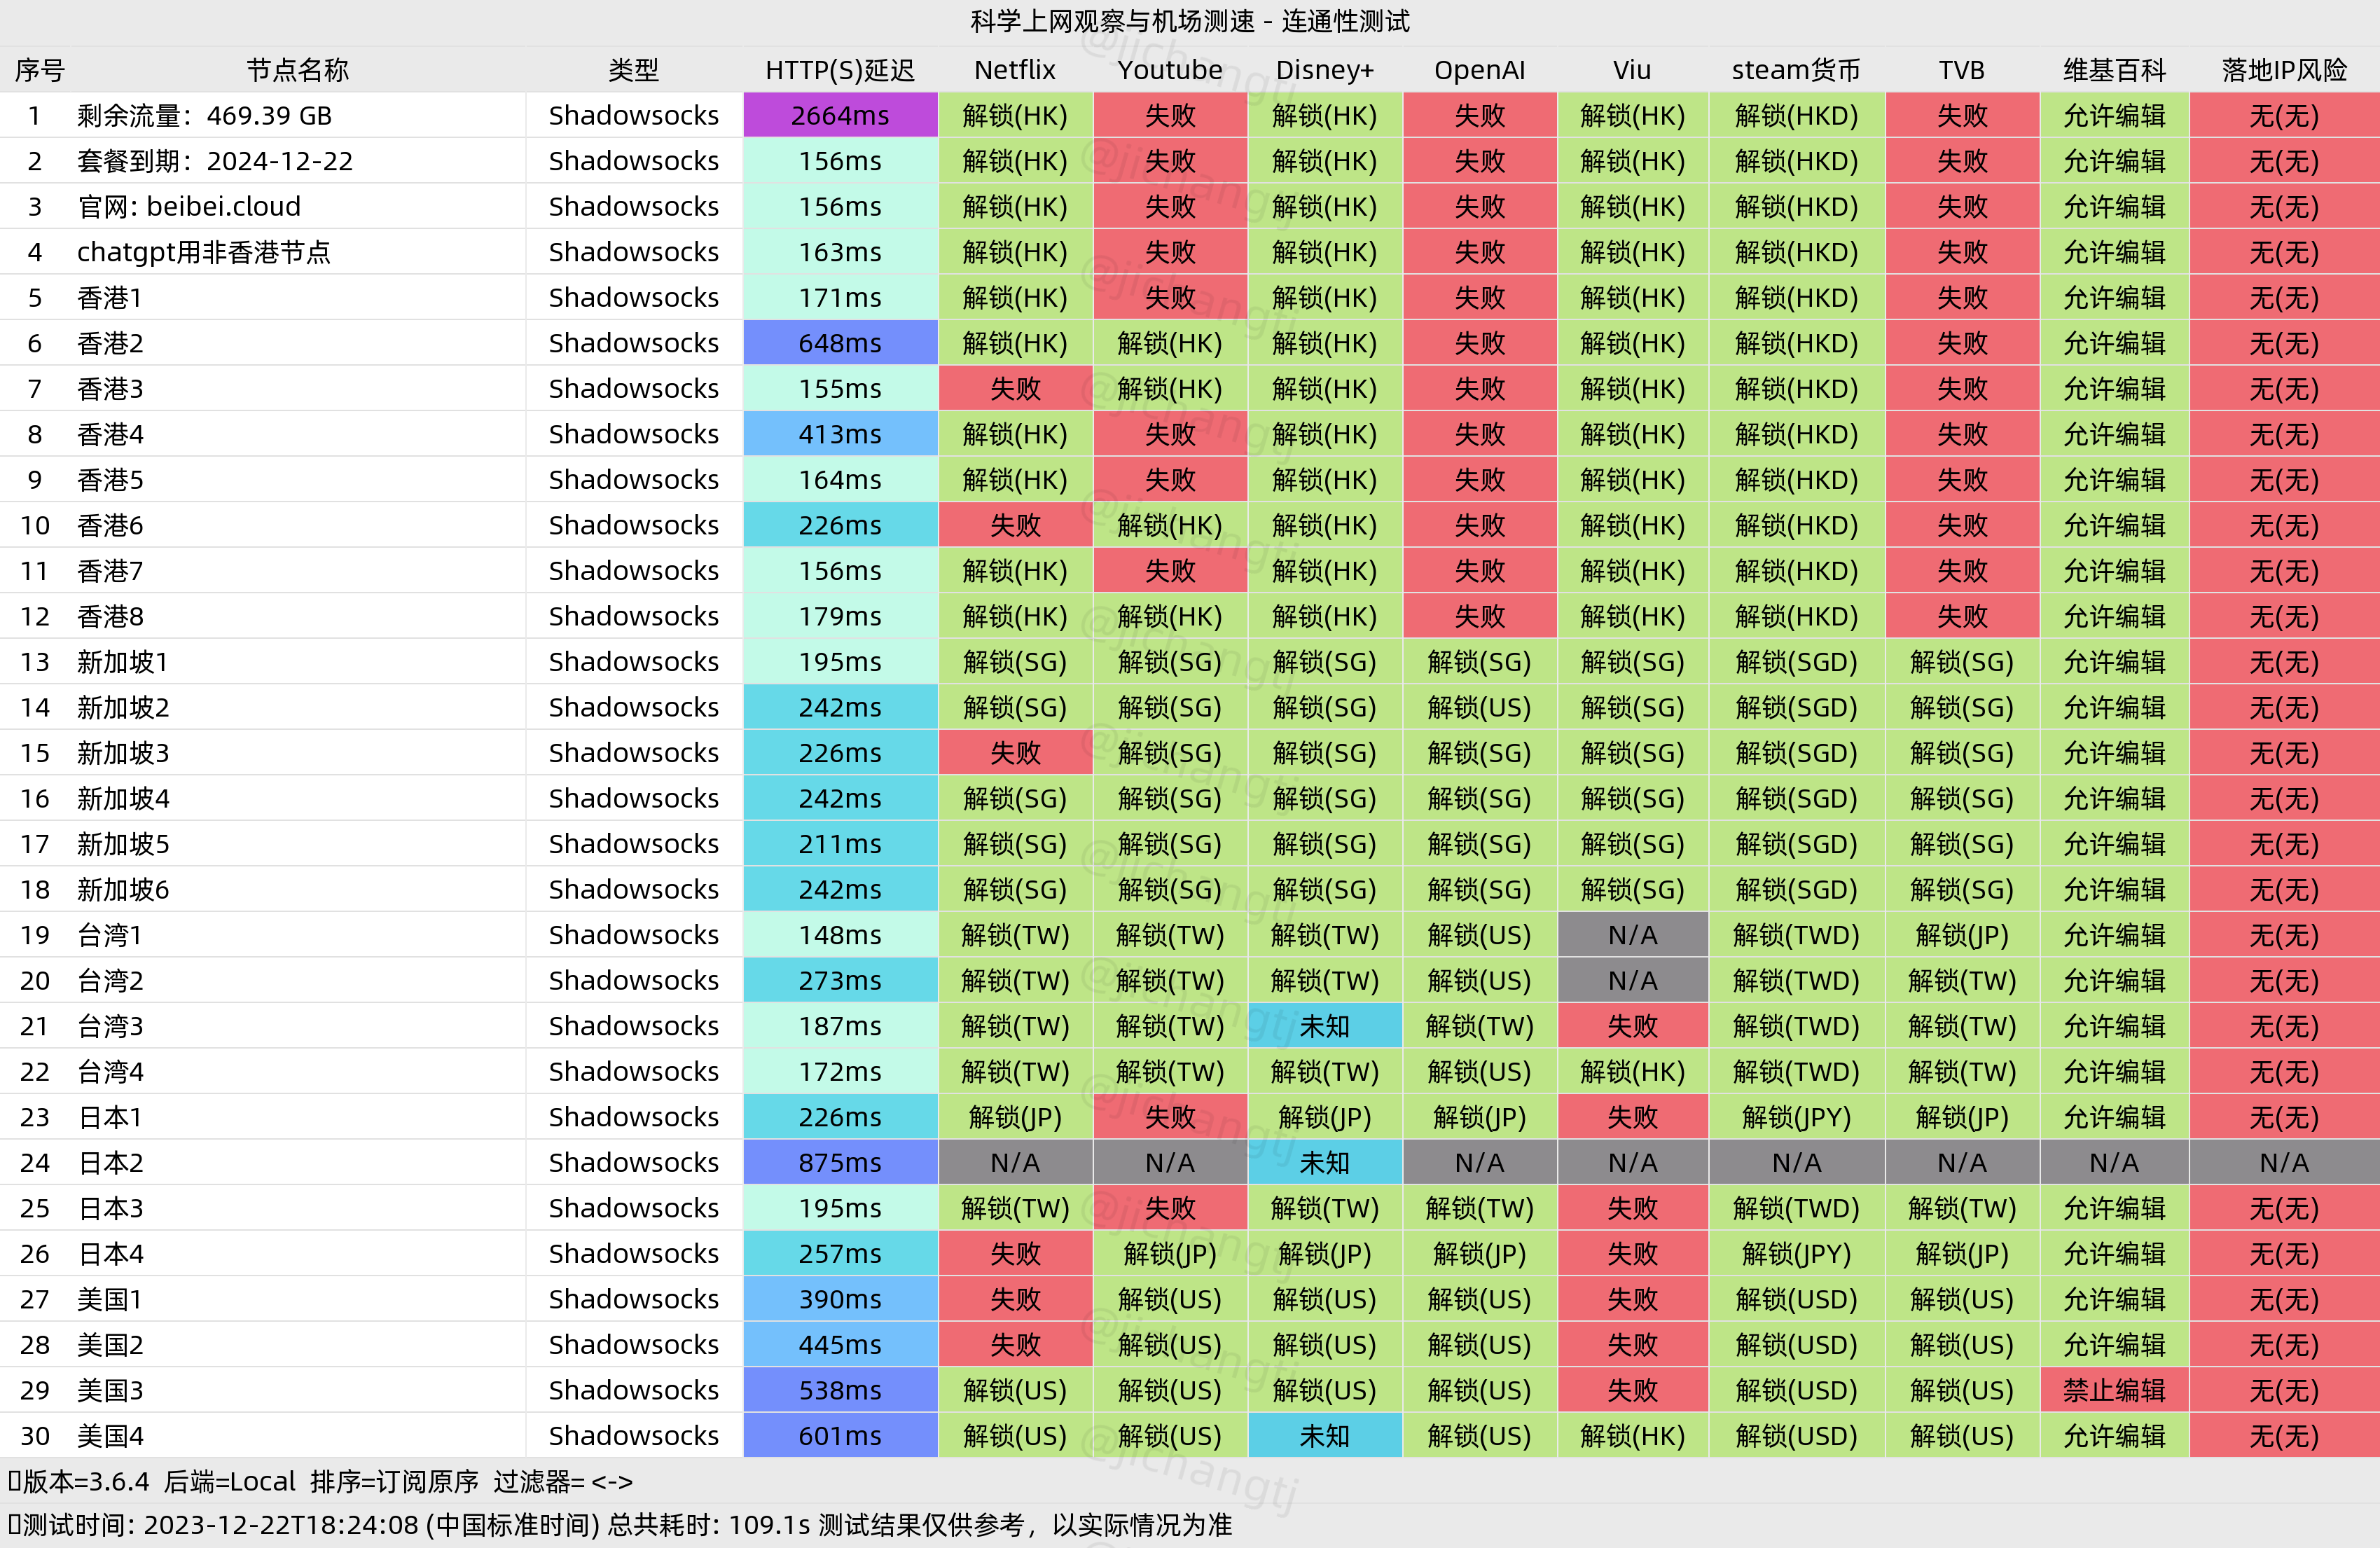 科学上网观察与机场测速 - 连通性测试
序号 节点名称 类型 HTTP(S)延迟 Netflix Youtube Disney+ OpenAI Viu steam货币 TVB 维基百科 落地IP风险
1 剩余流量：469.39 GB Shadowsocks 2664ms 解锁(HK) 失败 解锁(HK) 失败 解锁(HK) 解锁(HKD) 失败 允许编辑 无(无)
2 套餐到期：2024-12-22 Shadowsocks 156ms 解锁(HK) 失败 解锁(HK) 失败 解锁(HK) 解锁(HKD) 失败 允许编辑 无(无)
3 官网: beibei.cloud Shadowsocks 156ms 解锁(HK) 失败 解锁(HK) 失败 解锁(HK) 解锁(HKD) 失败 允许编辑 无(无)
4 chatgpt用非香港节点 Shadowsocks 163ms 解锁(HK) 失败 解锁(HK) 失败 解锁(HK) 解锁(HKD) 失败 允许编辑 无(无)
5 香港1 Shadowsocks 171ms 解锁(HK) 失败 解锁(HK) 失败 解锁(HK) 解锁(HKD) 失败 允许编辑 无(无)
6 香港2 Shadowsocks 648ms 解锁(HK) 解锁(HK) 解锁(HK) 失败 解锁(HK) 解锁(HKD) 失败 允许编辑 无(无)
7 香港3 Shadowsocks 155ms 失败 解锁(HK) 解锁(HK) 失败 解锁(HK) 解锁(HKD) 失败 允许编辑 无(无)
8 香港4 Shadowsocks 413ms 解锁(HK) 失败 解锁(HK) 失败 解锁(HK) 解锁(HKD) 失败 允许编辑 无(无)
9 香港5 Shadowsocks 164ms 解锁(HK) 失败 解锁(HK) 失败 解锁(HK) 解锁(HKD) 失败 允许编辑 无(无)
10 香港6 Shadowsocks 226ms 失败 解锁(HK) 解锁(HK) 失败 解锁(HK) 解锁(HKD) 失败 允许编辑 无(无)
11 香港7 Shadowsocks 156ms 解锁(HK) 失败 解锁(HK) 失败 解锁(HK) 解锁(HKD) 失败 允许编辑 无(无)
12 香港8 Shadowsocks 179ms 解锁(HK) 解锁(HK) 解锁(HK) 失败 解锁(HK) 解锁(HKD) 失败 允许编辑 无(无)
13 新加坡1 Shadowsocks 195ms 解锁(SG) 解锁(SG) 解锁(SG) 解锁(SG) 解锁(SG) 解锁(SGD) 解锁(SG) 允许编辑 无(无)
14 新加坡2 Shadowsocks 242ms 解锁(SG) 解锁(SG) 解锁(SG) 解锁(US) 解锁(SG) 解锁(SGD) 解锁(SG) 允许编辑 无(无)
15 新加坡3 Shadowsocks 226ms 失败 解锁(SG) 解锁(SG) 解锁(SG) 解锁(SG) 解锁(SGD) 解锁(SG) 允许编辑 无(无)
16 新加坡4 Shadowsocks 242ms 解锁(SG) 解锁(SG) 解锁(SG) 解锁(SG) 解锁(SG) 解锁(SGD) 解锁(SG) 允许编辑 无(无)
17 新加坡5 Shadowsocks 211ms 解锁(SG) 解锁(SG) 解锁(SG) 解锁(SG) 解锁(SG) 解锁(SGD) 解锁(SG) 允许编辑 无(无)
18 新加坡6 Shadowsocks 242ms 解锁(SG) 解锁(SG) 解锁(SG) 解锁(SG) 解锁(SG) 解锁(SGD) 解锁(SG) 允许编辑 无(无)
19 台湾1 Shadowsocks 148ms 解锁(TW) 解锁(TW) 解锁(TW) 解锁(US) N/A 解锁(TWD) 解锁(JP) 允许编辑 无(无)
20 台湾2 Shadowsocks 273ms 解锁(TW) 解锁(TW) 解锁(TW) 解锁(US) N/A 解锁(TWD) 解锁(TW) 允许编辑 无(无)
21 台湾3 Shadowsocks 187ms 解锁(TW) 解锁(TW) 未知 解锁(TW) 失败 解锁(TWD) 解锁(TW) 允许编辑 无(无)
22 台湾4 Shadowsocks 172ms 解锁(TW) 解锁(TW) 解锁(TW) 解锁(US) 解锁(HK) 解锁(TWD) 解锁(TW) 允许编辑 无(无)
23 日本1 Shadowsocks 226ms 解锁(JP) 失败 解锁(JP) 解锁(JP) 失败 解锁(JPY) 解锁(JP) 允许编辑 无(无)
24 日本2 Shadowsocks 875ms N/A N/A 未知 N/A N/A N/A N/A N/A N/A
25 日本3 Shadowsocks 195ms 解锁(TW) 失败 解锁(TW) 解锁(TW) 失败 解锁(TWD) 解锁(TW) 允许编辑 无(无)
26 日本4 Shadowsocks 257ms 失败 解锁(JP) 解锁(JP) 解锁(JP) 失败 解锁(JPY) 解锁(JP) 允许编辑 无(无)
27 美国1 Shadowsocks 390ms 失败 解锁(US) 解锁(US) 解锁(US) 失败 解锁(USD) 解锁(US) 允许编辑 无(无)
28 美国2 Shadowsocks 445ms 失败 解锁(US) 解锁(US) 解锁(US) 失败 解锁(USD) 解锁(US) 允许编辑 无(无)
29 美国3 Shadowsocks 538ms 解锁(US) 解锁(US) 解锁(US) 解锁(US) 失败 解锁(USD) 解锁(US) 禁止编辑 无(无)
30 美国4 Shadowsocks 601ms 解锁(US) 解锁(US) 未知 解锁(US) 解锁(HK) 解锁(USD) 解锁(US) 允许编辑 无(无)
版本=3.6.4 后端=Local 排序=订阅原序 过滤器= <->
测试时间: 2023-12-22T18:24:08 (中国标准时间) 总共耗时: 109.1s 测试结果仅供参考，以实际情况为准
@jichangtj
@jichangtj
@jichangtj
@jichangtj
@jichangtj
@jichangtj
@jichangtj
@jichangtj
@jichangtj
@jichangtj
@jichangtj
@jichangtj
@jichangtj